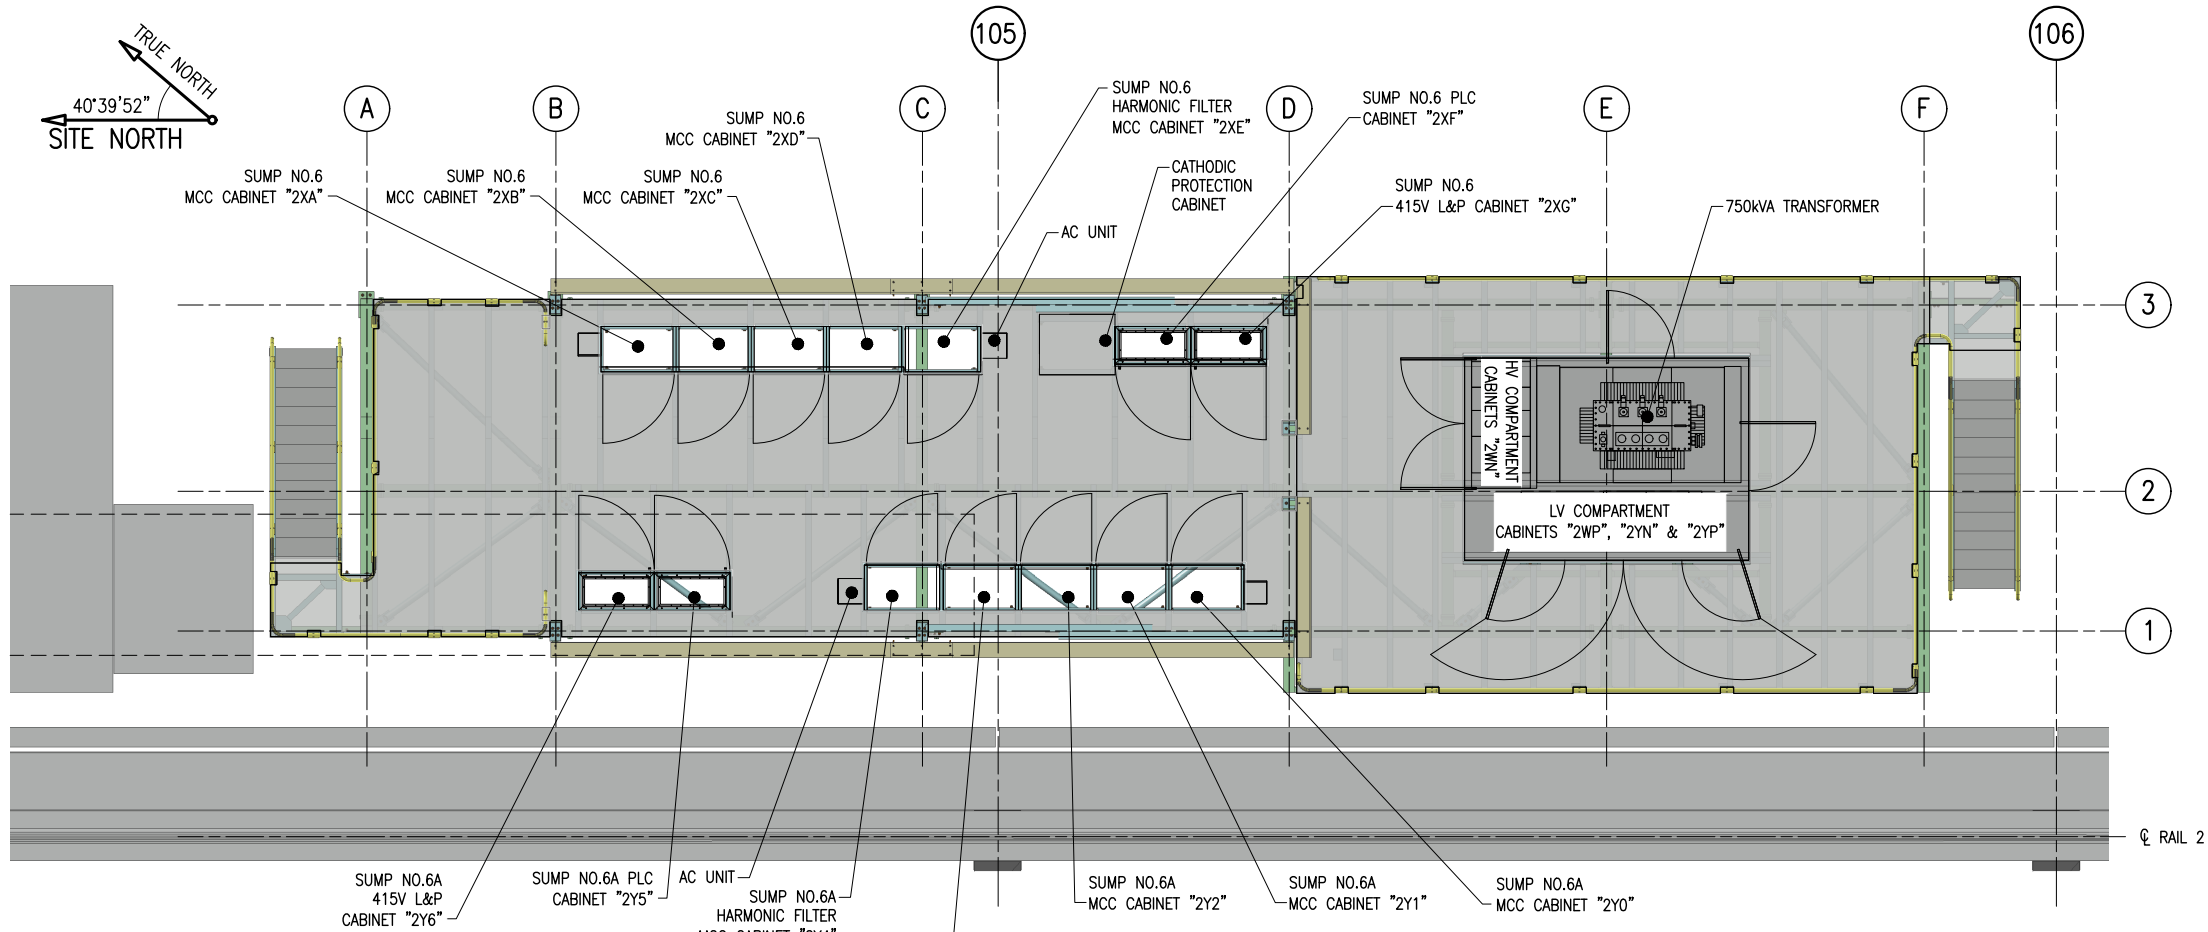 105
106
TRUE NORTH
40°39'52"
SITE NORTH
A
B
C
D
E
F
SUMP NO.6
HARMONIC FILTER
MCC CABINET "2XE"
SUMP NO.6 PLC
CABINET "2XF"
SUMP NO.6
MCC CABINET "2XD"
SUMP NO.6
MCC CABINET "2XA"
SUMP NO.6
MCC CABINET "2XB"
SUMP NO.6
MCC CABINET "2XC"
CATHODIC
PROTECTION
CABINET
SUMP NO.6
415V L&P CABINET "2XG"
750kVA TRANSFORMER
AC UNIT
3
HV COMPARTMENT
CABINETS "2WN"
2
LV COMPARTMENT
CABINETS "2WP", "2YN" & "2YP"
1
℄ RAIL 2
SUMP NO.6A
415V L&P
CABINET "2Y6"
SUMP NO.6A PLC
CABINET "2Y5"
AC UNIT
SUMP NO.6A
HARMONIC FILTER
SUMP NO.6A
MCC CABINET "2Y2"
SUMP NO.6A
MCC CABINET "2Y1"
SUMP NO.6A
MCC CABINET "2Y0"